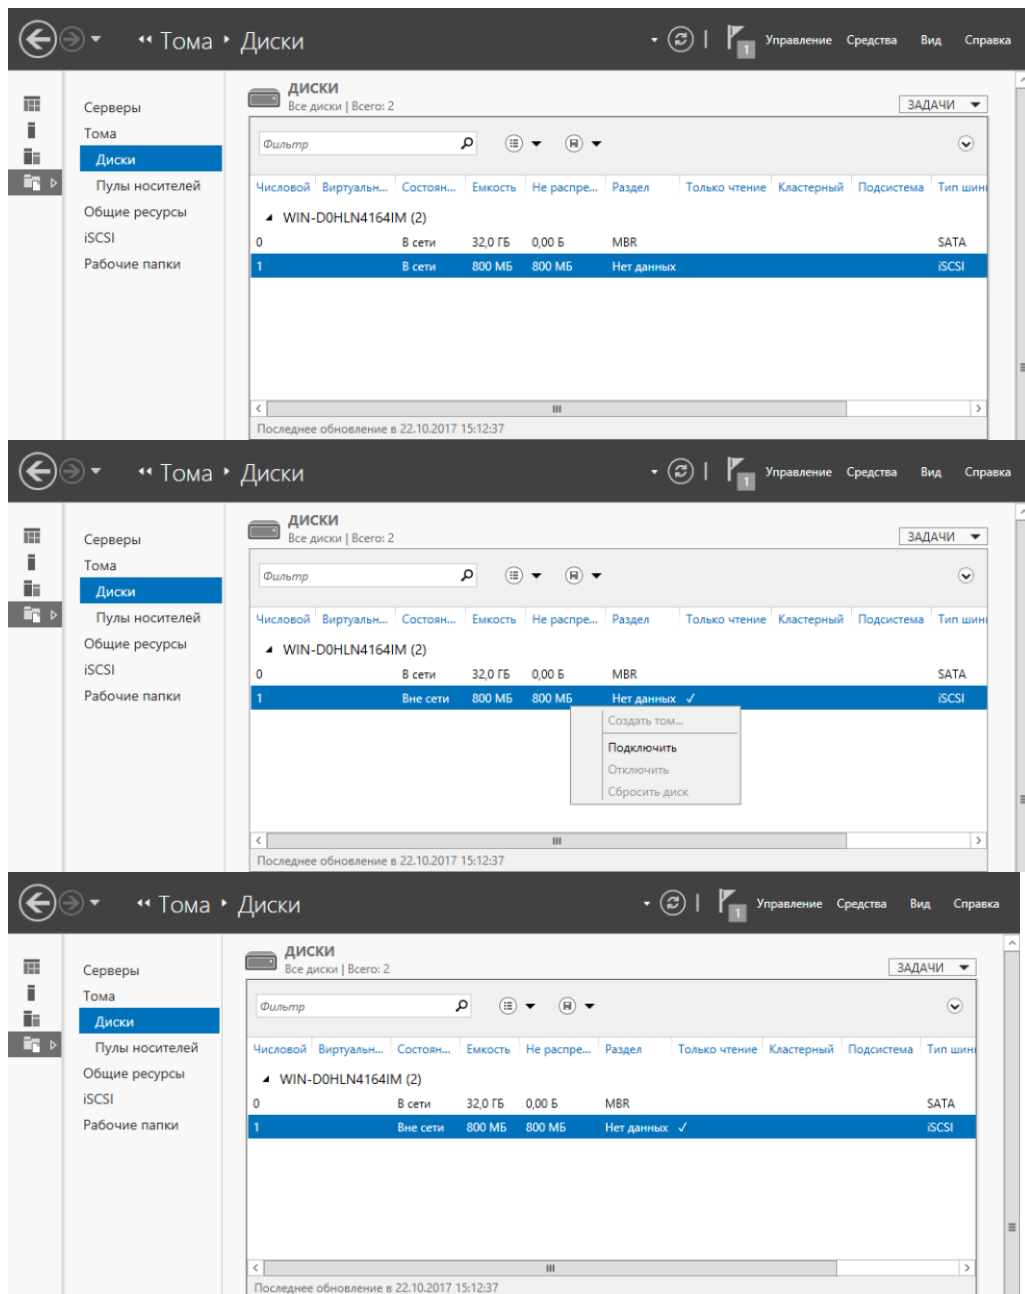 Тома Диски
1 Управление Средства Вид Справка
Серверы
Тома
Диски
Пулы носителей
Общие ресурсы
iSCSI
Рабочие папки
ДИСКИ
Все диски | Всего: 2
ЗАДАЧИ
Фильтр
Числовой Виртуальн... Состоян... Емкость Не распре... Раздел Только чтение Кластерный Подсистема Тип шин
WIN-D0HLN4164IM (2)
0 В сети 32,0 ГБ 0,00 Б MBR SATA
1 В сети 800 МБ 800 МБ Нет данных iSCSI
Последнее обновление в 22.10.2017 15:12:37
Тома Диски
1 Управление Средства Вид Справка
Серверы
Тома
Диски
Пулы носителей
Общие ресурсы
iSCSI
Рабочие папки
ДИСКИ
Все диски | Всего: 2
ЗАДАЧИ
Фильтр
Числовой Виртуальн... Состоян... Емкость Не распре... Раздел Только чтение Кластерный Подсистема Тип шин
WIN-D0HLN4164IM (2)
0 В сети 32,0 ГБ 0,00 Б MBR SATA
1 Вне сети 800 МБ 800 МБ Нет данных ✓ iSCSI
Создать том...
Подключить
Отключить
Сбросить диск
Последнее обновление в 22.10.2017 15:12:37
Тома Диски
1 Управление Средства Вид Справка
Серверы
Тома
Диски
Пулы носителей
Общие ресурсы
iSCSI
Рабочие папки
ДИСКИ
Все диски | Всего: 2
ЗАДАЧИ
Фильтр
Числовой Виртуальн... Состоян... Емкость Не распре... Раздел Только чтение Кластерный Подсистема Тип шин
WIN-D0HLN4164IM (2)
0 В сети 32,0 ГБ 0,00 Б MBR SATA
1 Вне сети 800 МБ 800 МБ Нет данных ✓ iSCSI
Последнее обновление в 22.10.2017 15:12:37